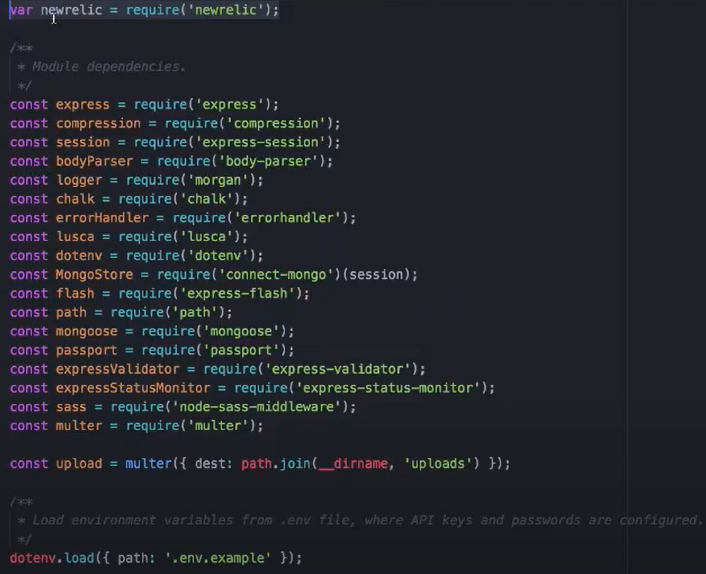 var newrelic = require('newrelic');
/**
 * Module dependencies.
 */
const express = require('express');
const compression = require('compression');
const session = require('express-session');
const bodyParser = require('body-parser');
const logger = require('morgan');
const chalk = require('chalk');
const errorHandler = require('errorhandler');
const lusca = require('lusca');
const dotenv = require('dotenv');
const MongoStore = require('connect-mongo')(session);
const flash = require('express-flash');
const path = require('path');
const mongoose = require('mongoose');
const passport = require('passport');
const expressValidator = require('express-validator');
const expressStatusMonitor = require('express-status-monitor');
const sass = require('node-sass-middleware');
const multer = require('multer');
const upload = multer({ dest: path.join(__dirname, 'uploads') });
/**
 * Load environment variables from .env file, where API keys and passwords are configured.
 */
dotenv.load({ path: '.env.example' });